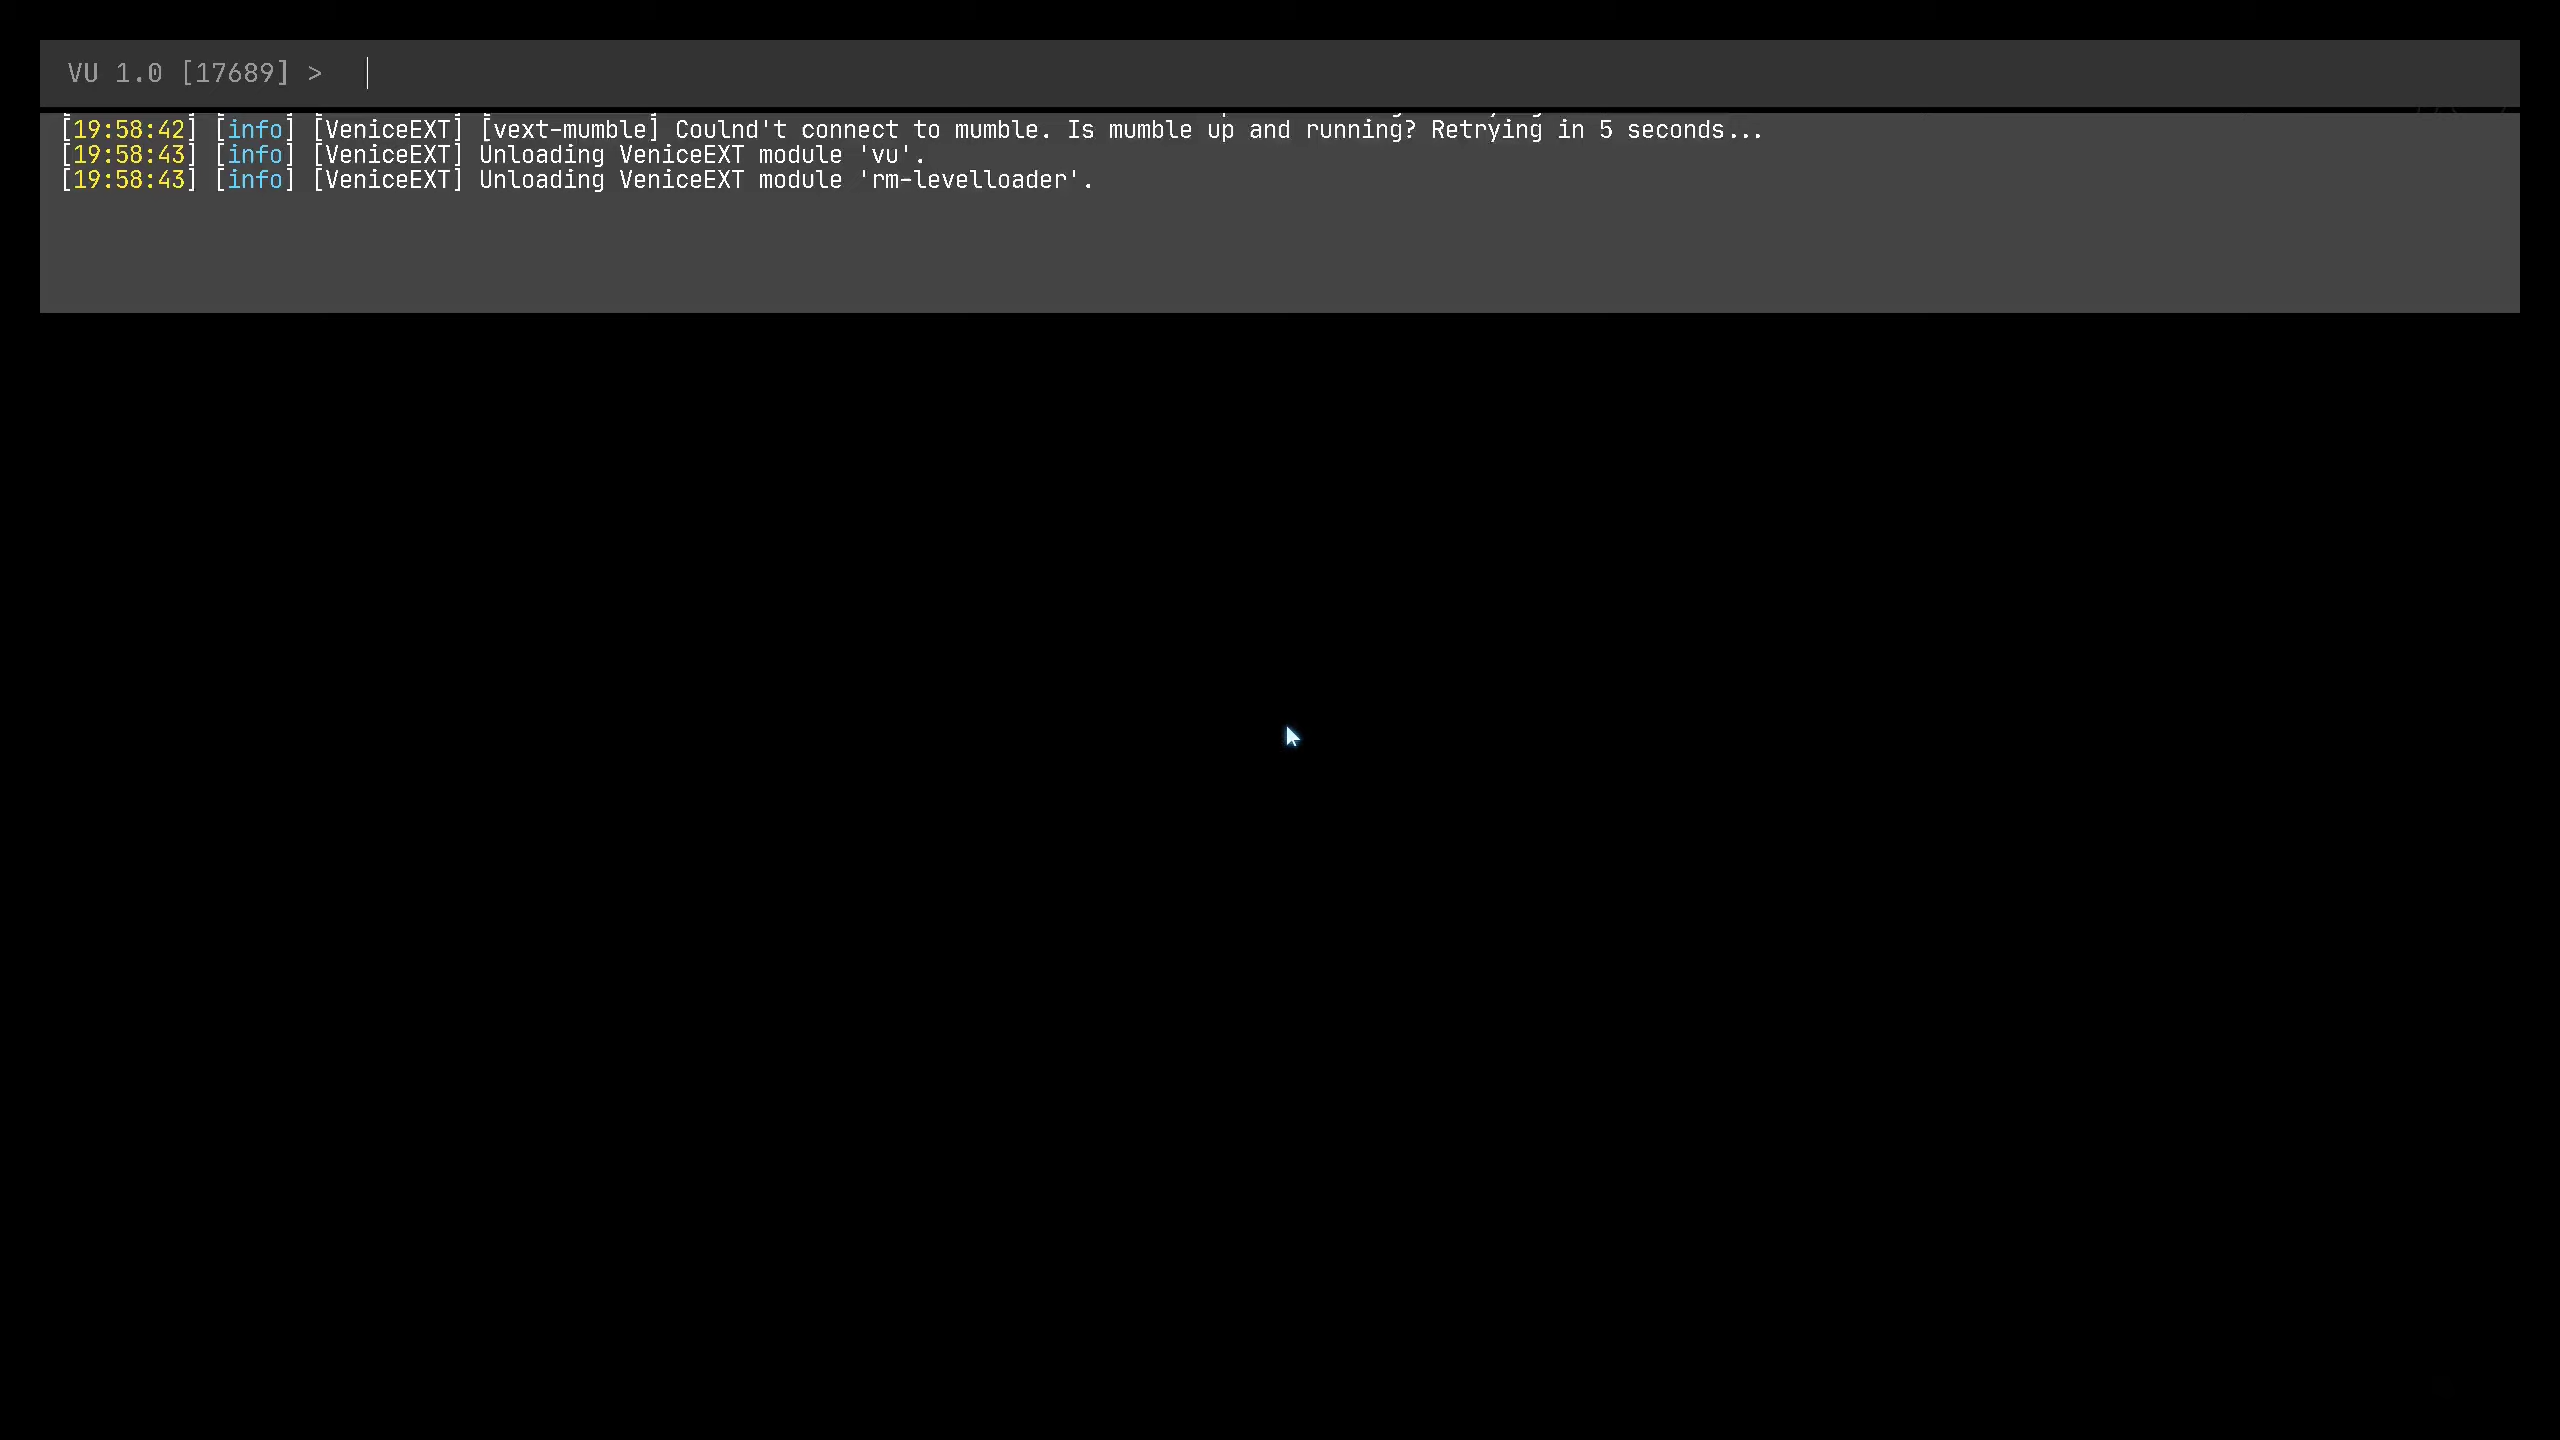 VU 1.0 [17689] >
[19:58:42] [info] [VeniceEXT] [vext-mumble] Coulnd't connect to mumble. Is mumble up and running? Retrying in 5 seconds...
[19:58:43] [info] [VeniceEXT] Unloading VeniceEXT module 'vu'.
[19:58:43] [info] [VeniceEXT] Unloading VeniceEXT module 'rm-levelloader'.